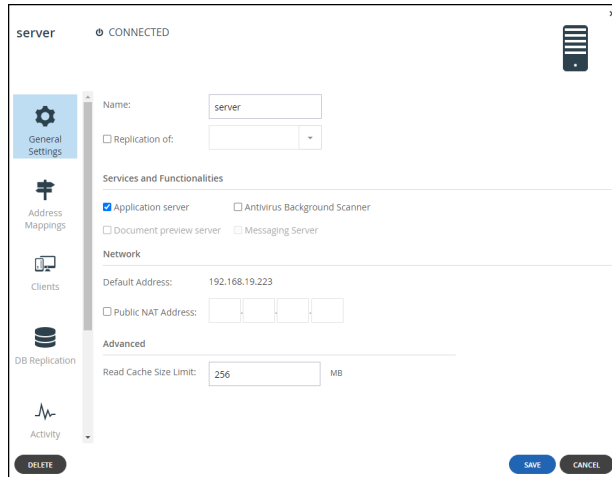 server
CONNECTED
General
Settings
Address
Mappings
Clients
DB Replication
Activity
Name:
server
Replication of:
Services and Functionalities
Application server
Antivirus Background Scanner
Document preview server
Messaging Server
Network
Default Address:
192.168.19.223
Public NAT Address:
. . .
Advanced
Read Cache Size Limit:
256
MB
DELETE
SAVE
CANCEL